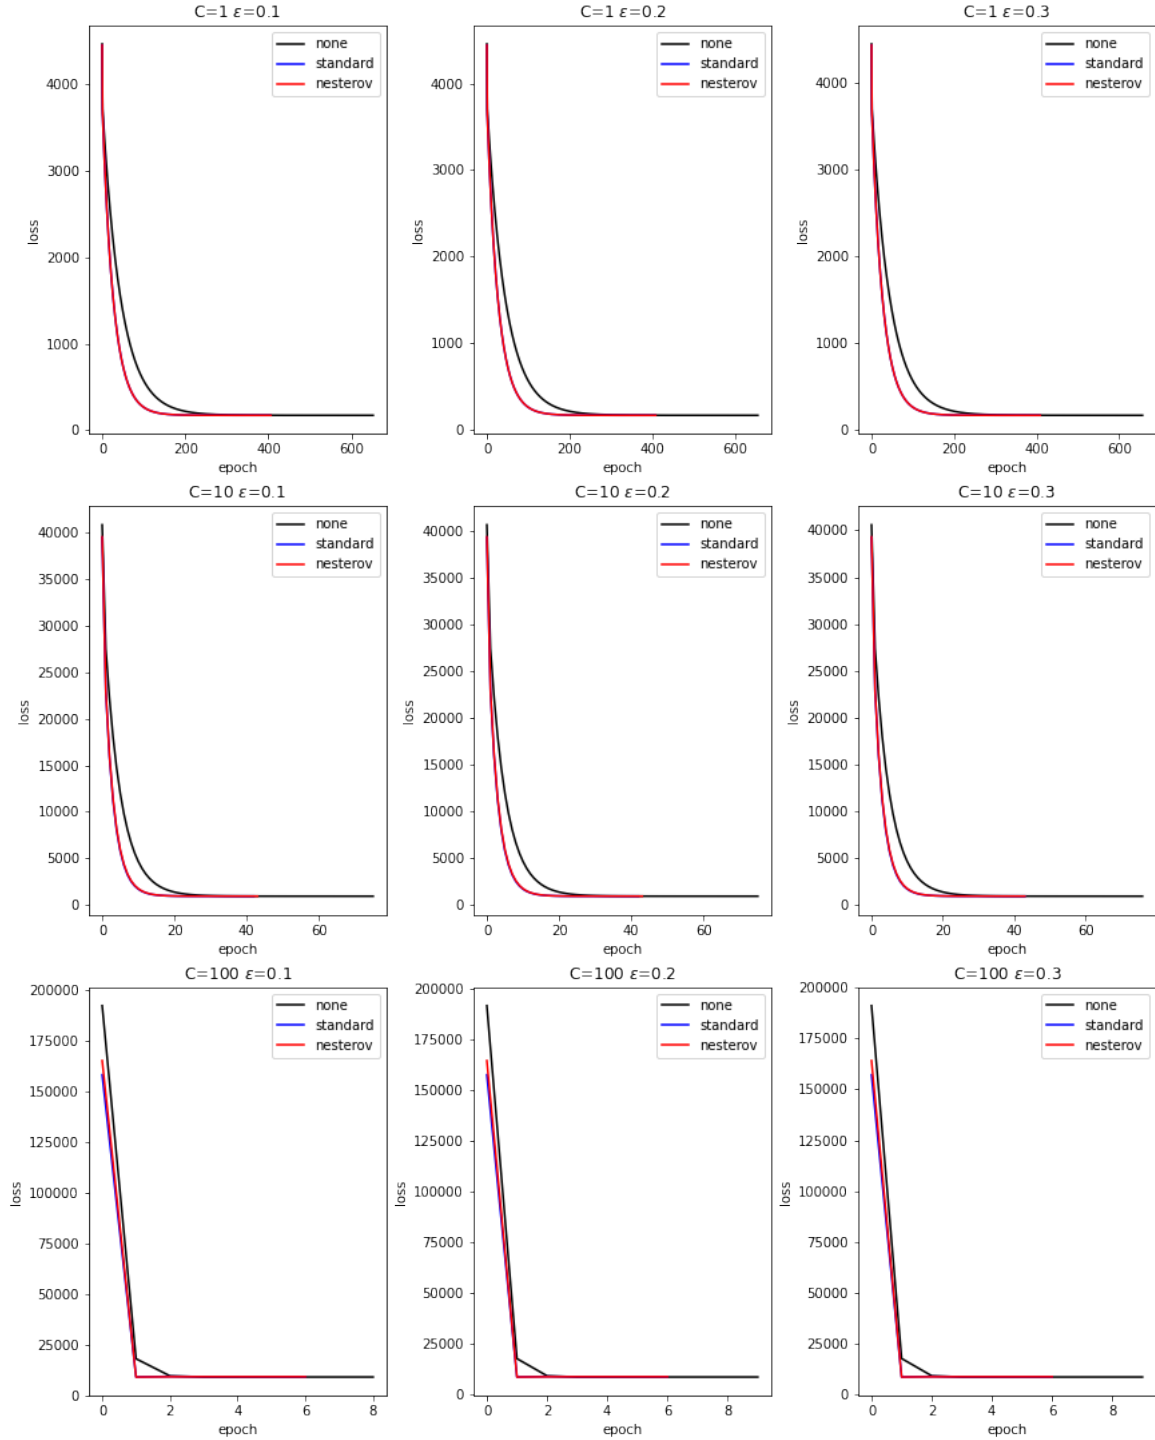 C=1 ε=0.1
none
standard
nesterov
loss
4000
3000
2000
1000
0
0 200 400 600
epoch
C=1 ε=0.2
none
standard
nesterov
loss
4000
3000
2000
1000
0
0 200 400 600
epoch
C=1 ε=0.3
none
standard
nesterov
loss
4000
3000
2000
1000
0
0 200 400 600
epoch
C=10 ε=0.1
none
standard
nesterov
loss
40000
35000
30000
25000
20000
15000
10000
5000
0
0 20 40 60
epoch
C=10 ε=0.2
none
standard
nesterov
loss
40000
35000
30000
25000
20000
15000
10000
5000
0
0 20 40 60
epoch
C=10 ε=0.3
none
standard
nesterov
loss
40000
35000
30000
25000
20000
15000
10000
5000
0
0 20 40 60
epoch
C=100 ε=0.1
none
standard
nesterov
loss
200000
175000
150000
125000
100000
75000
50000
25000
0
0 2 4 6 8
epoch
C=100 ε=0.2
none
standard
nesterov
loss
200000
175000
150000
125000
100000
75000
50000
25000
0
0 2 4 6 8
epoch
C=100 ε=0.3
none
standard
nesterov
loss
200000
175000
150000
125000
100000
75000
50000
25000
0
0 2 4 6 8
epoch